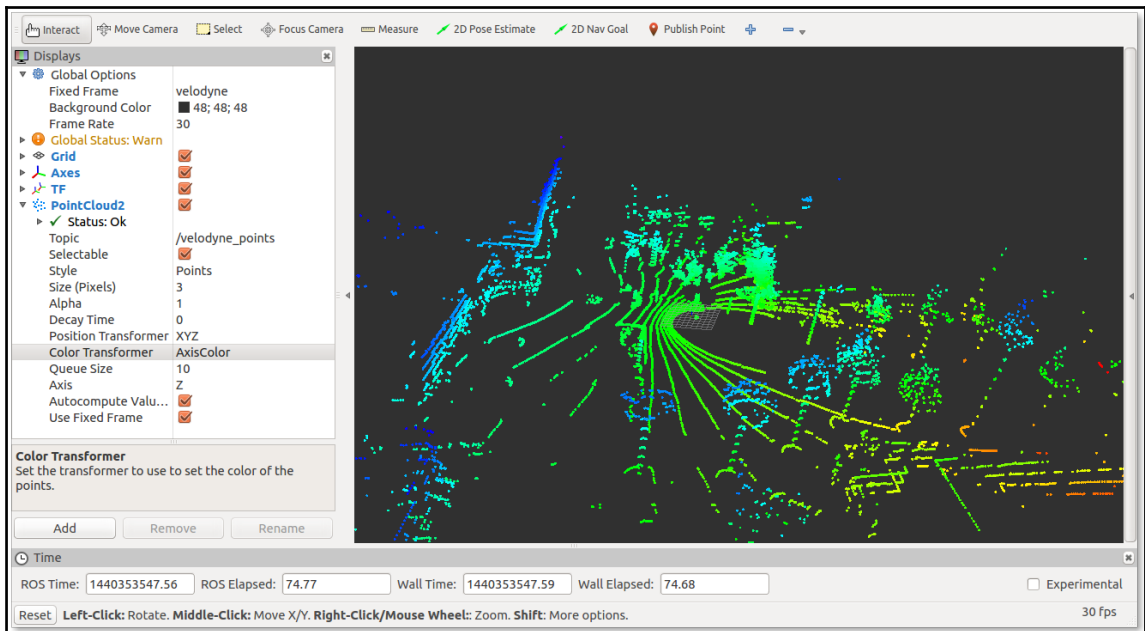 Interact Move Camera Select Focus Camera Measure 2D Pose Estimate 2D Nav Goal Publish Point
Displays
Global Options
Fixed Frame velodyne
Background Color 48; 48; 48
Frame Rate 30
Global Status: Warn
Grid
Axes
TF
PointCloud2
Status: Ok
Topic /velodyne_points
Selectable
Style Points
Size (Pixels) 3
Alpha 1
Decay Time 0
Position Transformer XYZ
Color Transformer AxisColor
Queue Size 10
Axis Z
Autocompute Valu...
Use Fixed Frame
Color Transformer
Set the transformer to use to set the color of the
points.
Add Remove Rename
Time
ROS Time: 1440353547.56 ROS Elapsed: 74.77 Wall Time: 1440353547.59 Wall Elapsed: 74.68 Experimental
Reset Left-Click: Rotate. Middle-Click: Move X/Y. Right-Click/Mouse Wheel:: Zoom. Shift: More options. 30 fps